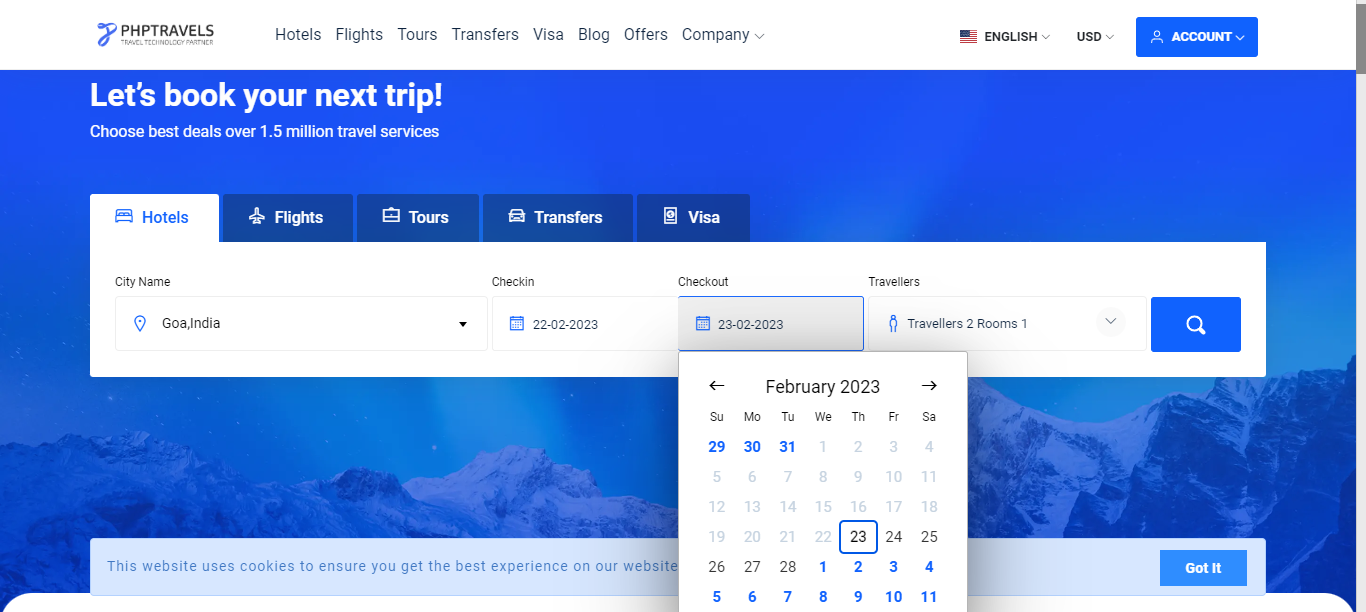 PHPTRAVELS
TRAVEL TECHNOLOGY PARTNER
Hotels Flights Tours Transfers Visa Blog Offers Company
ENGLISH USD ACCOUNT
Let's book your next trip!
Choose best deals over 1.5 million travel services
Hotels Flights Tours Transfers Visa
City Name Checkin Checkout Travellers
Goa,India 22-02-2023 23-02-2023 Travellers 2 Rooms 1
February 2023
Su Mo Tu We Th Fr Sa
29 30 31 1 2 3 4
5 6 7 8 9 10 11
12 13 14 15 16 17 18
19 20 21 22 23 24 25
26 27 28 1 2 3 4
5 6 7 8 9 10 11
This website uses cookies to ensure you get the best experience on our website
Got It